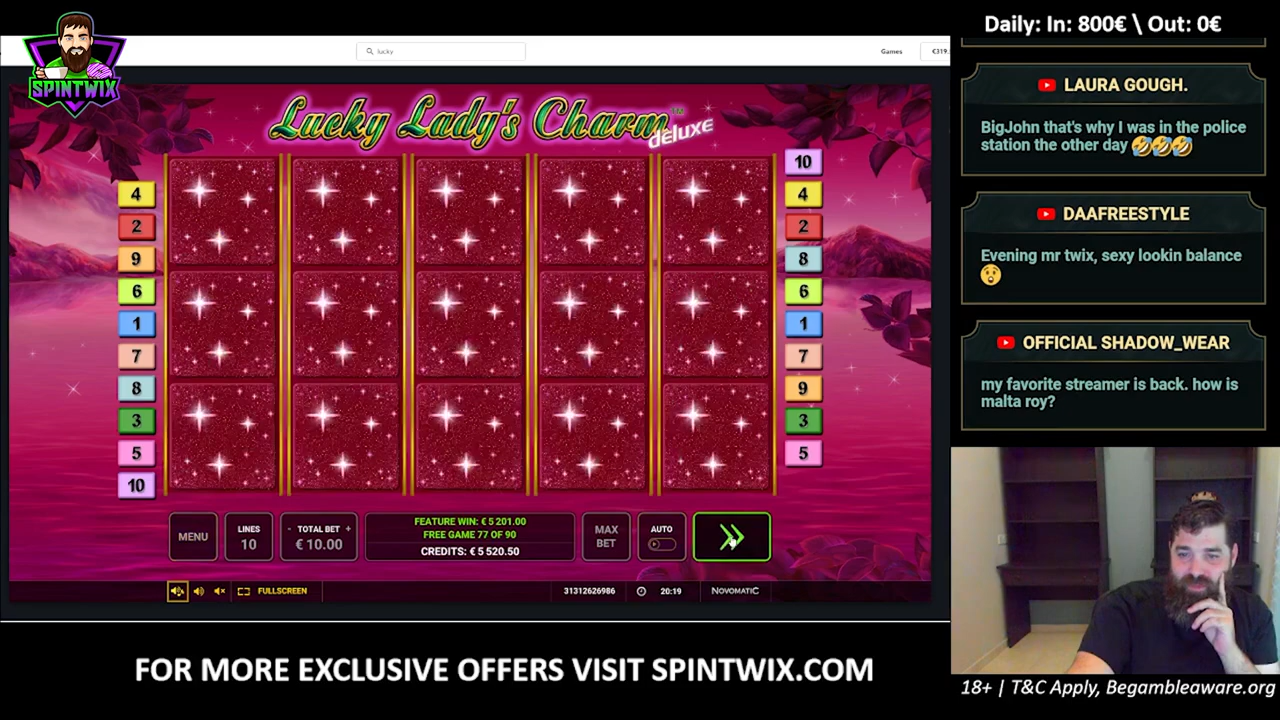 SPINTWIX
lucky
Games
€319.
Lucky Lady's Charm™
deluxe
4
2
9
6
1
7
8
3
5
10
10
4
2
8
6
1
7
9
3
5
MENU
LINES
10
- TOTAL BET +
€ 10.00
FEATURE WIN: € 5 201.00
FREE GAME 77 OF 90
CREDITS: € 5 520.50
MAX
BET
AUTO
FULLSCREEN
31312626986
20:19
NOVOMATIC
FOR MORE EXCLUSIVE OFFERS VISIT SPINTWIX.COM
Daily: In: 800€ \ Out: 0€
LAURA GOUGH.
BigJohn that's why I was in the police
station the other day 🤣🤣🤣
DAAFREESTYLE
Evening mr twix, sexy lookin balance
😲
OFFICIAL SHADOW_WEAR
my favorite streamer is back. how is
malta roy?
18+ | T&C Apply, Begambleaware.org